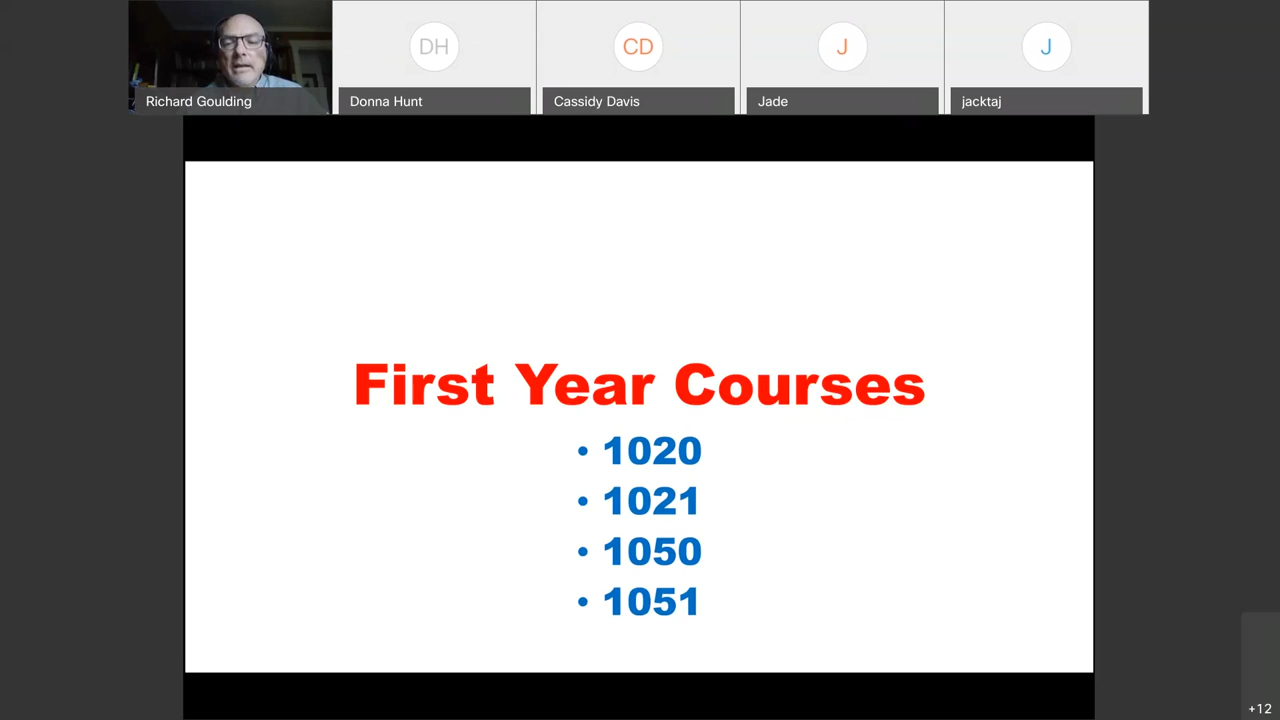 DH
CD
J
J
Richard Goulding
Donna Hunt
Cassidy Davis
Jade
jacktaj
First Year Courses
• 1020
• 1021
• 1050
• 1051
+12